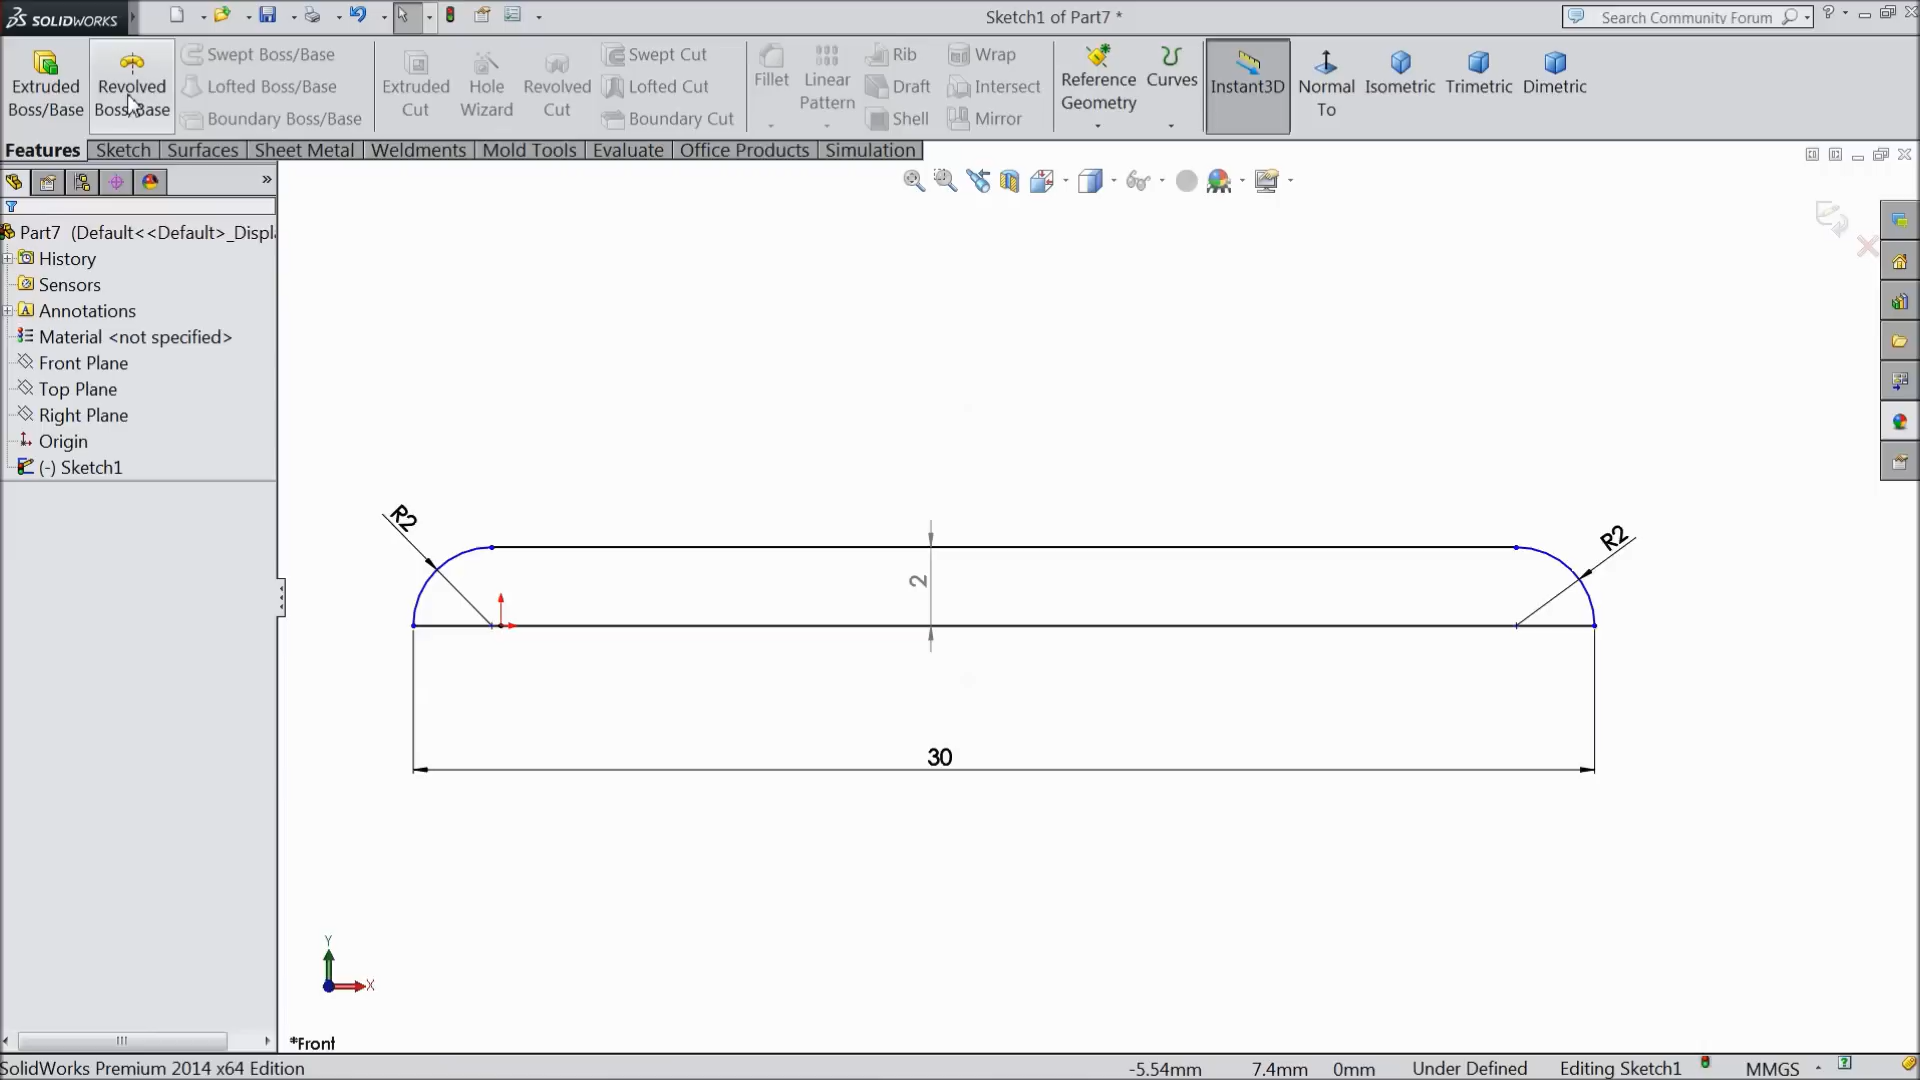 SOLIDWORKS
Sketch1 of Part7 *
Search Community Forum
Extruded Boss/Base
Revolved Boss/Base
Swept Boss/Base
Lofted Boss/Base
Boundary Boss/Base
Extruded Cut
Hole Wizard
Revolved Cut
Swept Cut
Lofted Cut
Boundary Cut
Fillet
Linear Pattern
Rib
Draft
Shell
Wrap
Intersect
Mirror
Reference Geometry
Curves
Instant3D
Normal To
Isometric
Trimetric
Dimetric
Features
Sketch
Surfaces
Sheet Metal
Weldments
Mold Tools
Evaluate
Office Products
Simulation
Part7 (Default<<Default>_Displ
History
Sensors
Annotations
Material <not specified>
Front Plane
Top Plane
Right Plane
Origin
(-) Sketch1
R2
2
R2
30
Y
X
*Front
SolidWorks Premium 2014 x64 Edition
-5.54mm
7.4mm
0mm
Under Defined
Editing Sketch1
MMGS